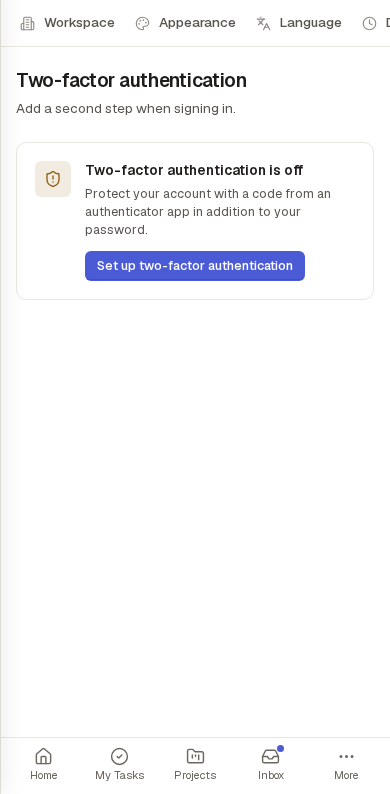 Workspace
Appearance
Language
Two-factor authentication
Add a second step when signing in.
Two-factor authentication is off
Protect your account with a code from an
authenticator app in addition to your
password.
Set up two-factor authentication
Home
My Tasks
Projects
Inbox
More